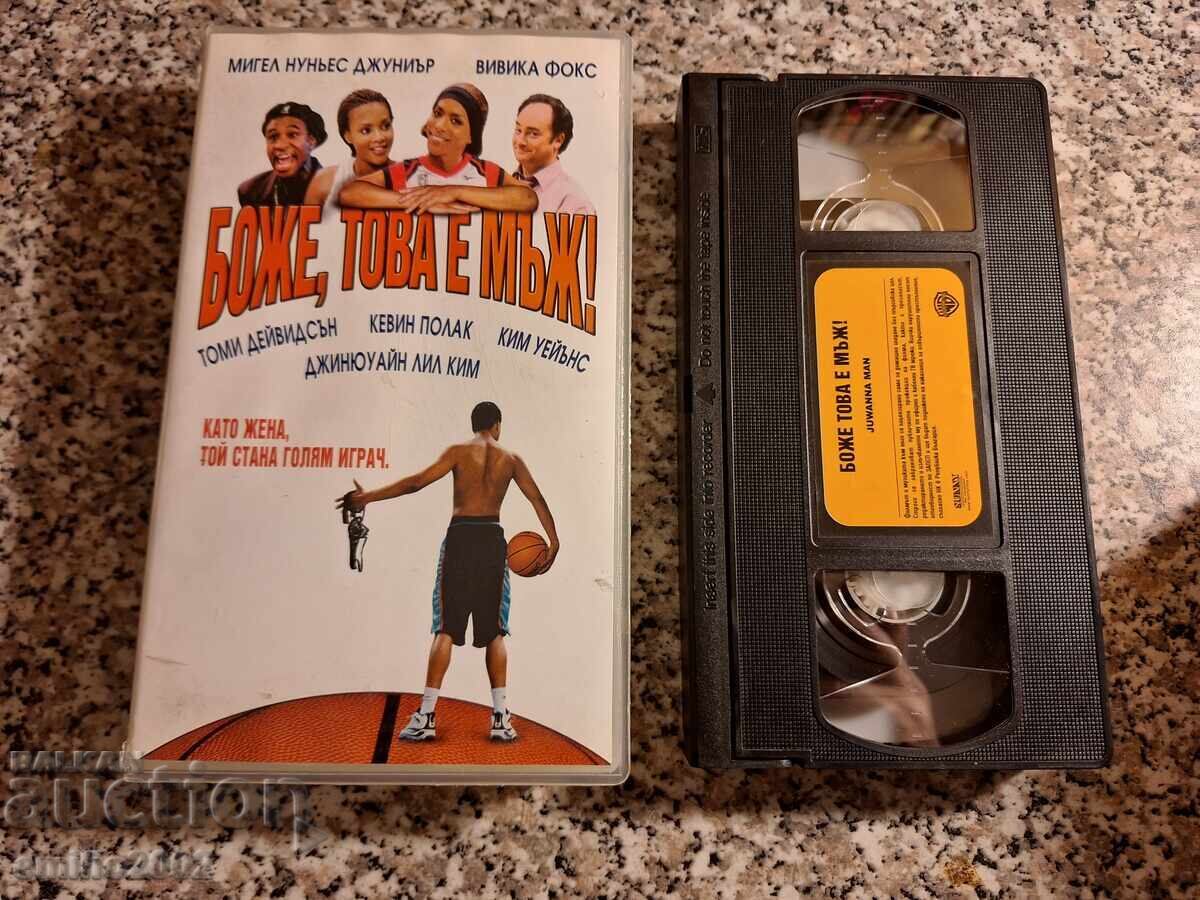 МИГЕЛ НУНЬЕС ДЖУНИЪР ВИВИКА ФОКС
БОЖЕ, ТОВА Е МЪЖ!
ТОМИ ДЕЙВИДСЪН КЕВИН ПОЛАК КИМ УЕЙЪНС
ДЖИНЮУАЙН ЛИЛ КИМ
КАТО ЖЕНА,
ТОЙ СТАНА ГОЛЯМ ИГРАЧ.
Insert this side into recorder Do not touch the tape inside
БОЖЕ ТОВА Е МЪЖ!
JUWANNA MAN
BALKAN
auction
emilio2002